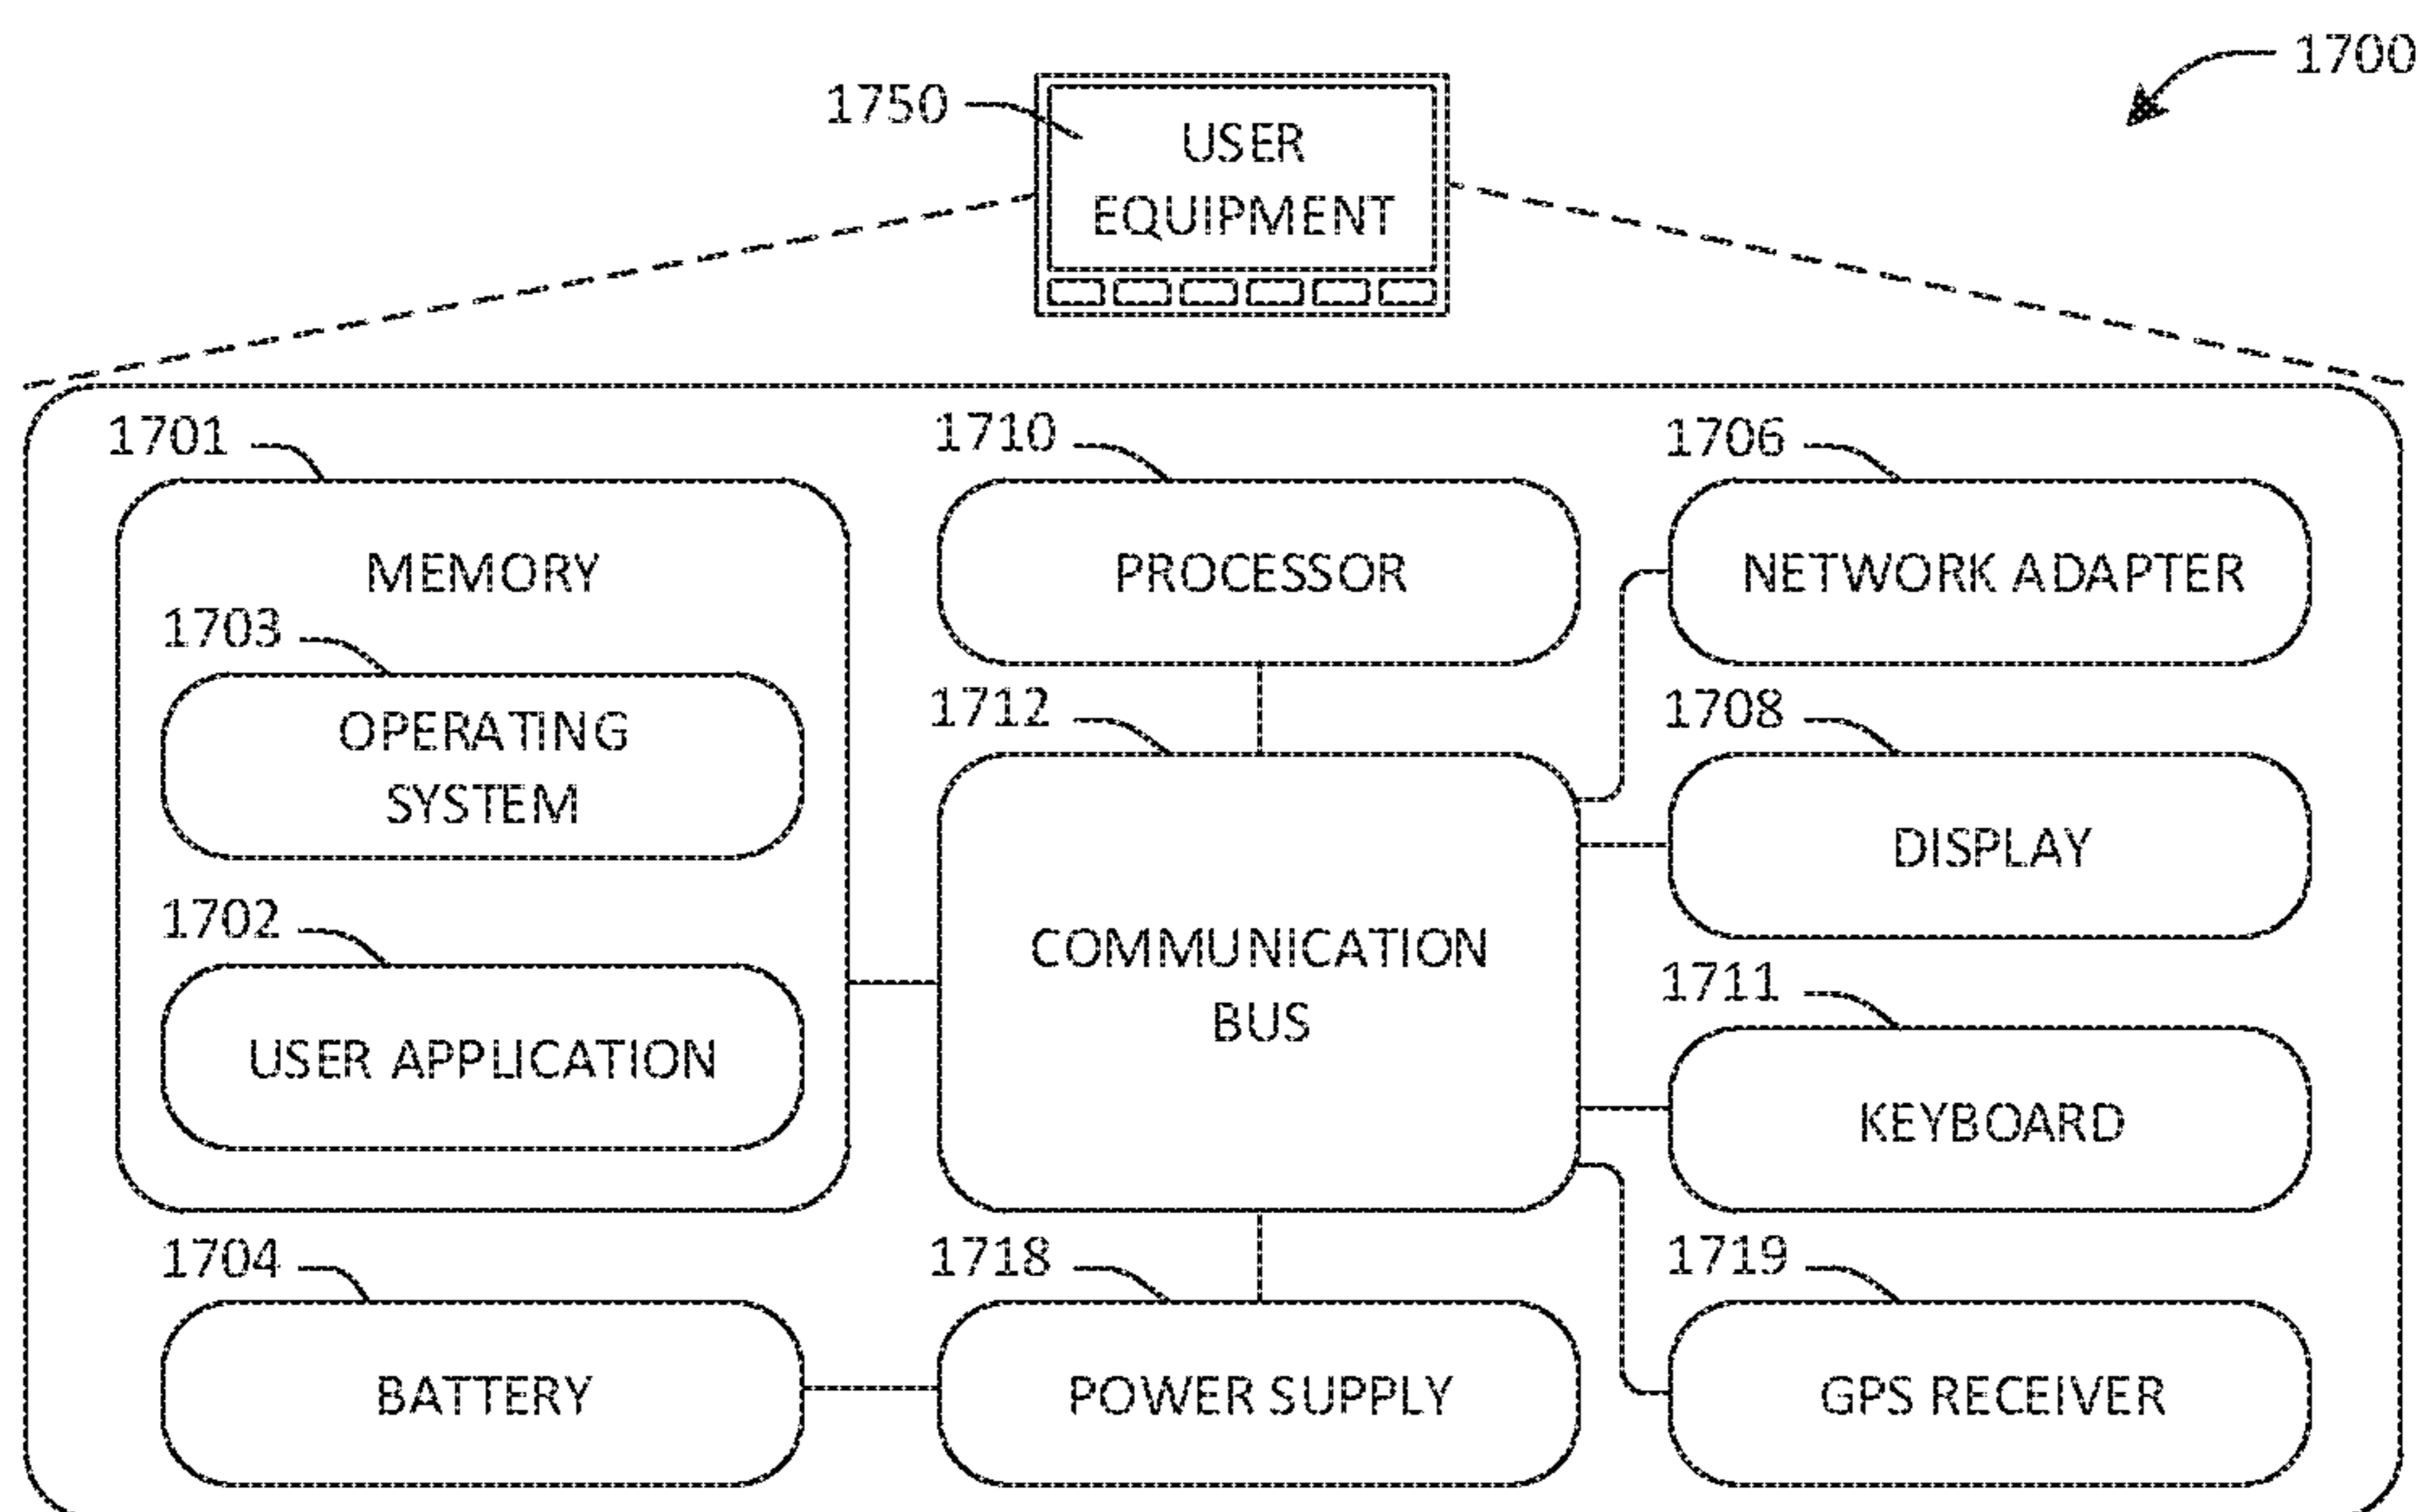 1700
1750
USER
EQUIPMENT
1701
1710
1706
MEMORY
PROCESSOR
NETWORK ADAPTER
1703
1712
1708
OPERATING
SYSTEM
DISPLAY
1702
COMMUNICATION
BUS
1711
USER APPLICATION
KEYBOARD
1704
1718
1719
BATTERY
POWER SUPPLY
GPS RECEIVER